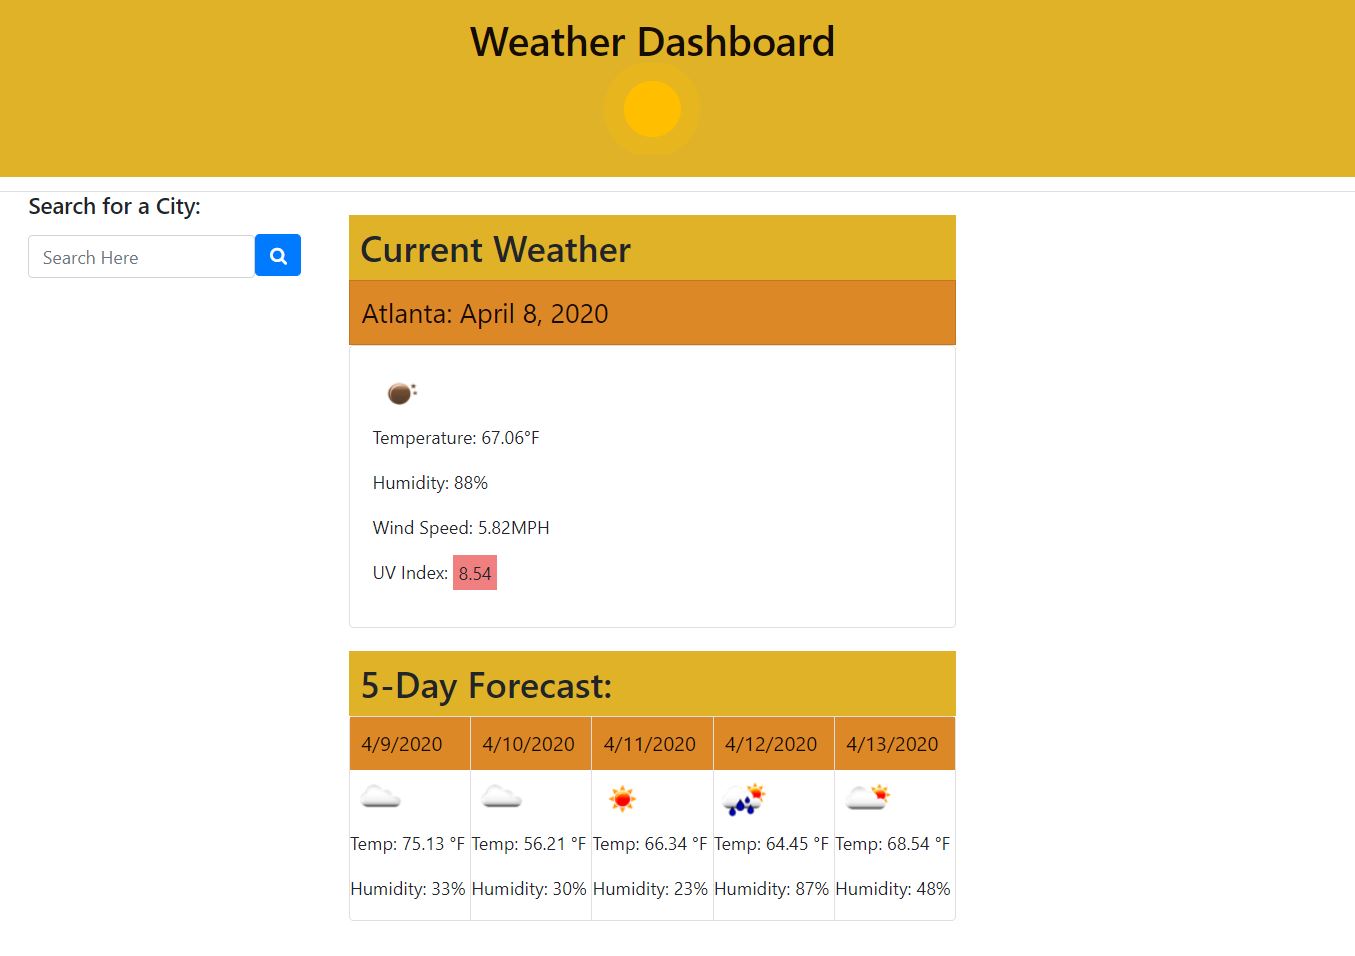 Weather Dashboard
Search for a City:
Search Here
Current Weather
Atlanta: April 8, 2020
Temperature: 67.06°F
Humidity: 88%
Wind Speed: 5.82MPH
UV Index: 8.54
5-Day Forecast:
4/9/2020 4/10/2020 4/11/2020 4/12/2020 4/13/2020
Temp: 75.13 °F Temp: 56.21 °F Temp: 66.34 °F Temp: 64.45 °F Temp: 68.54 °F
Humidity: 33% Humidity: 30% Humidity: 23% Humidity: 87% Humidity: 48%